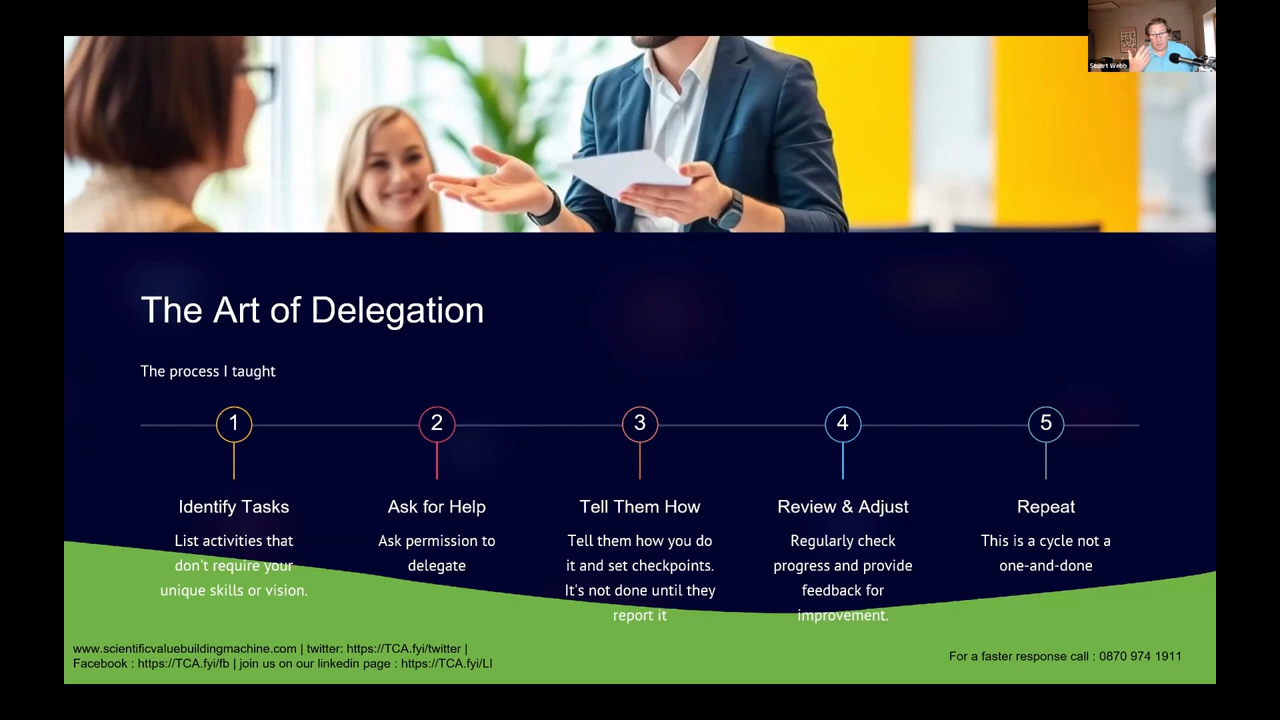 Stuart Webb
The Art of Delegation
The process I taught
1
2
3
4
5
Identify Tasks
Ask for Help
Tell Them How
Review & Adjust
Repeat
List activities that
don't require your
unique skills or vision.
Ask permission to
delegate
Tell them how you do
it and set checkpoints.
It's not done until they
report it
Regularly check
progress and provide
feedback for
improvement.
This is a cycle not a
one-and-done
www.scientificvaluebuildingmachine.com | twitter: https://TCA.fyi/twitter |
Facebook : https://TCA.fyi/fb | join us on our linkedin page : https://TCA.fyi/LI
For a faster response call : 0870 974 1911